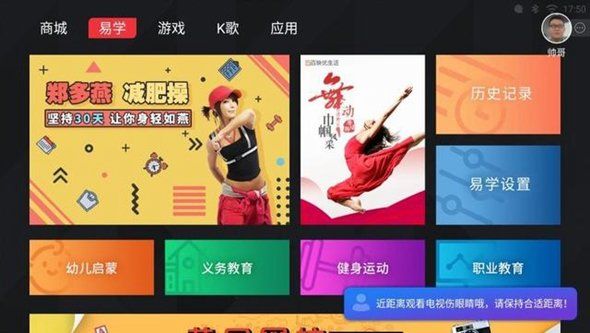 商城 易学 游戏 K歌 应用
17:50
帅哥
郑多燕 减肥操
坚持30天 让你身轻如燕
百映优生活
舞动
巾帼风采
历史记录
易学设置
幼儿启蒙 义务教育 健身运动 职业教育
近距离观看电视伤眼睛哦，请保持合适距离！